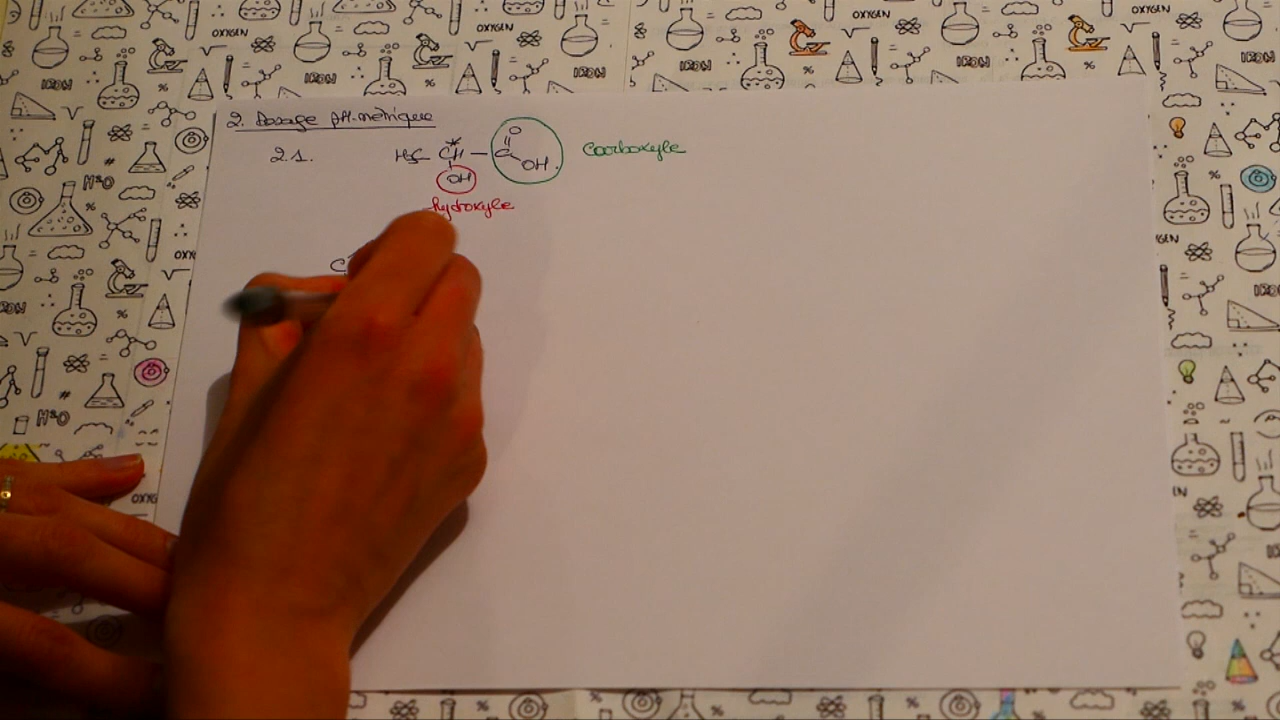 2. Dosage pH-métrique
2.1. H₃C — CH* — C O OH. carboxyle
OH
hydroxyle
C